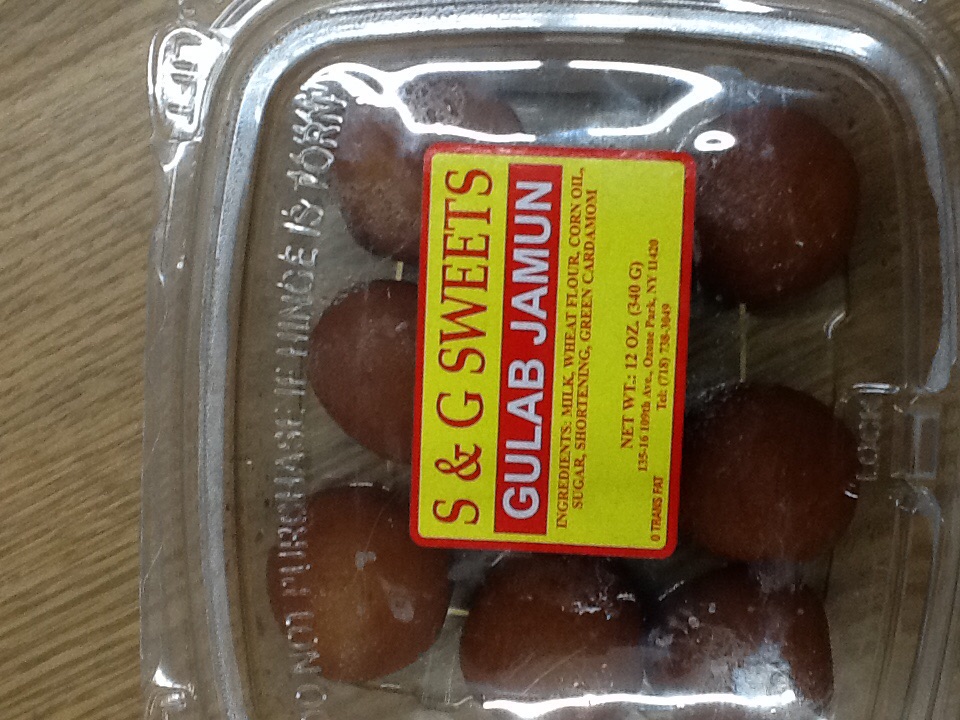 DO NOT PURCHASE IF HINGE IS TORN
LIFT
S & G SWEETS
GULAB JAMUN
INGREDIENTS: MILK, WHEAT FLOUR, CORN OIL,
SUGAR, SHORTENING, GREEN CARDAMOM
NET WT.: 12 OZ. (340 G)
135-16 109th Ave., Ozone Park, NY 11420
0 TRANS FAT
Tel: (718) 738-3049
LOCK